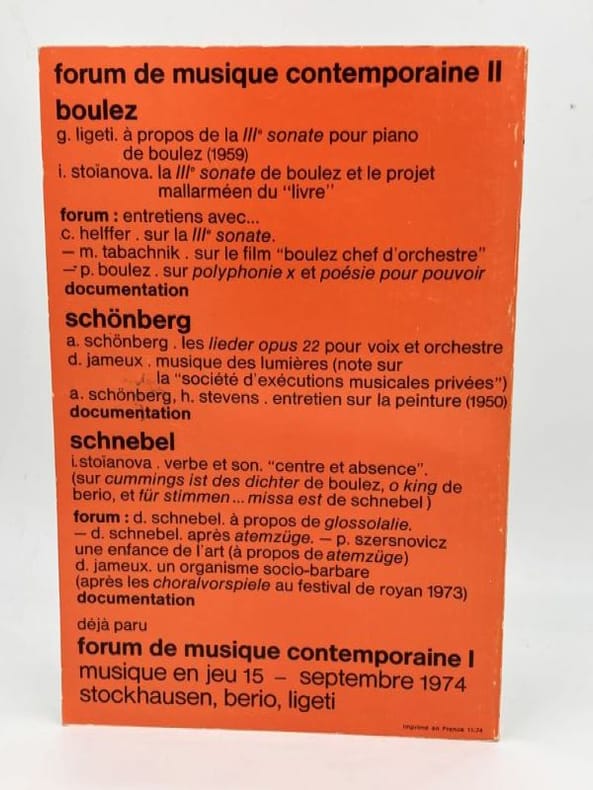 forum de musique contemporaine II
boulez
g. ligeti. à propos de la IIIe sonate pour piano
de boulez (1959)
i. stoïanova. la IIIe sonate de boulez et le projet
mallarméen du "livre"
forum : entretiens avec...
c. helffer . sur la IIIe sonate.
— m. tabachnik . sur le film "boulez chef d'orchestre"
— p. boulez . sur polyphonie x et poésie pour pouvoir
documentation
schönberg
a. schönberg . les lieder opus 22 pour voix et orchestre
d. jameux . musique des lumières (note sur
la "société d'exécutions musicales privées")
a. schönberg, h. stevens . entretien sur la peinture (1950)
documentation
schnebel
i.stoïanova . verbe et son. "centre et absence".
(sur cummings ist des dichter de boulez, o king de
berio, et für stimmen ... missa est de schnebel)
forum : d. schnebel. à propos de glossolalie.
— d. schnebel. après atemzüge. — p. szersnovicz
une enfance de l'art (à propos de atemzüge)
d. jameux. un organisme socio-barbare
(après les choralvorspiele au festival de royan 1973)
documentation
déjà paru
forum de musique contemporaine I
musique en jeu 15 – septembre 1974
stockhausen, berio, ligeti
imprimé en France 11-74